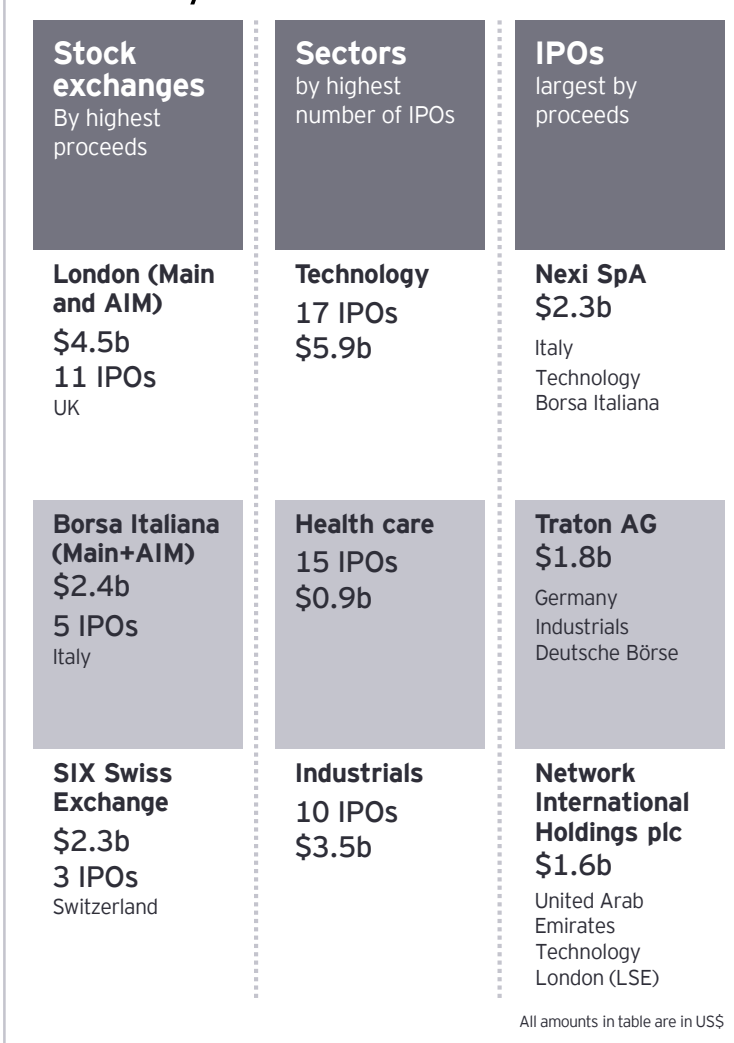 Stock
exchanges
By highest
proceeds
London (Main
and AIM)
$4.5b
11 IPOs
UK
Borsa Italiana
(Main+AIM)
$2.4b
5 IPOs
Italy
SIX Swiss
Exchange
$2.3b
3 IPOs
Switzerland
Sectors
by highest
number of IPOs
Technology
17 IPOs
$5.9b
Health care
15 IPOs
$0.9b
Industrials
10 IPOs
$3.5b
IPOs
largest by
proceeds
Nexi SpA
$2.3b
Italy
Technology
Borsa Italiana
Traton AG
$1.8b
Germany
Industrials
Deutsche Börse
Network
International
Holdings plc
$1.6b
United Arab
Emirates
Technology
London (LSE)
All amounts in table are in US$